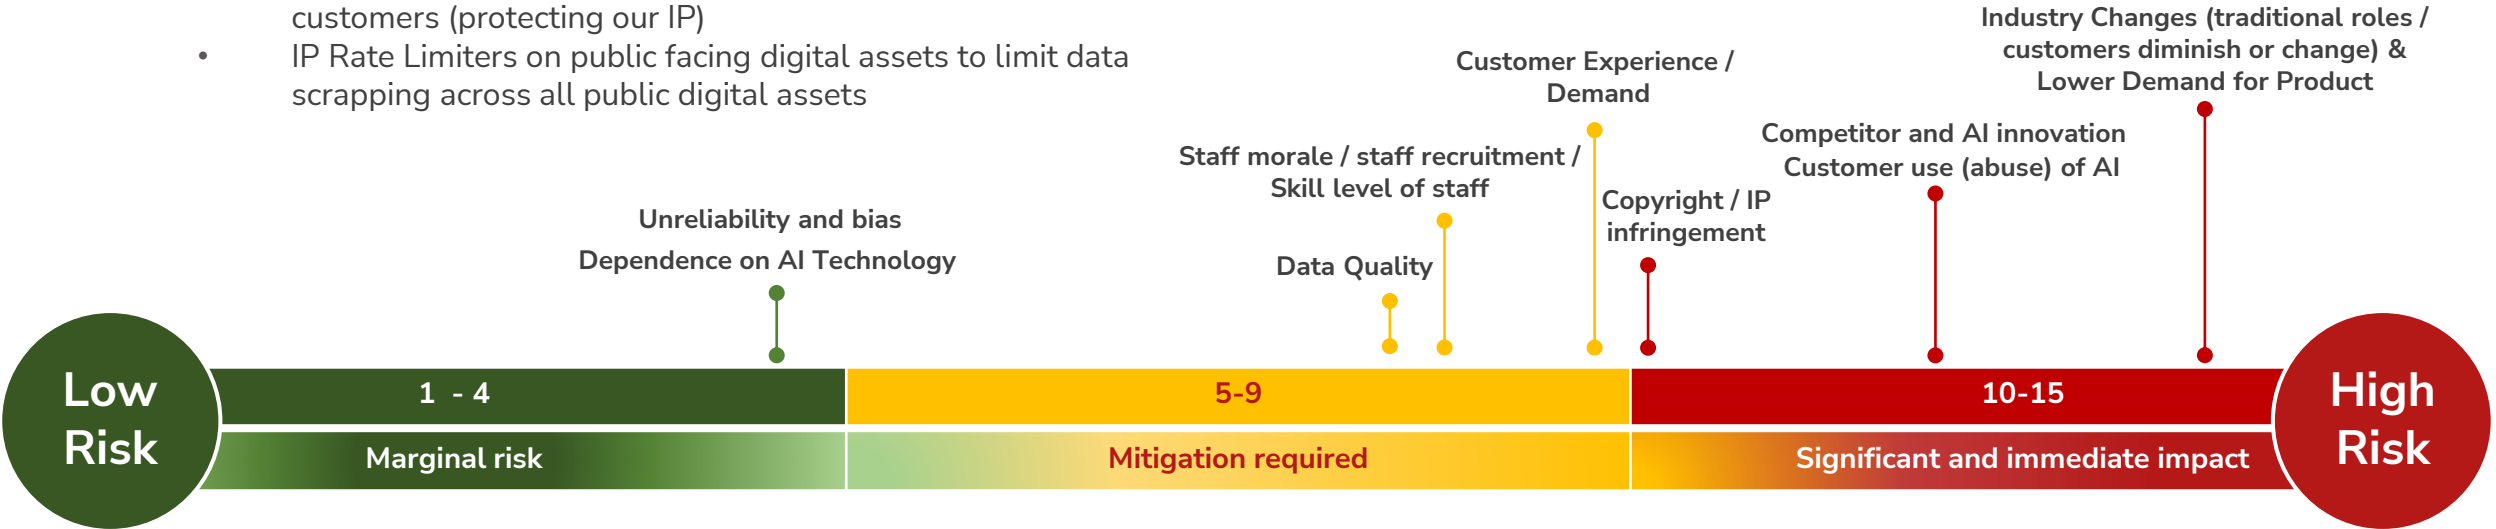 customers (protecting our IP)
• IP Rate Limiters on public facing digital assets to limit data
scrapping across all public digital assets
Unreliability and bias
Dependence on AI Technology
Data Quality
Staff morale / staff recruitment /
Skill level of staff
Customer Experience /
Demand
Copyright / IP
infringement
Competitor and AI innovation
Customer use (abuse) of AI
Industry Changes (traditional roles /
customers diminish or change) &
Lower Demand for Product
Low
Risk
1 - 4
5-9
10-15
Marginal risk
Mitigation required
Significant and immediate impact
High
Risk